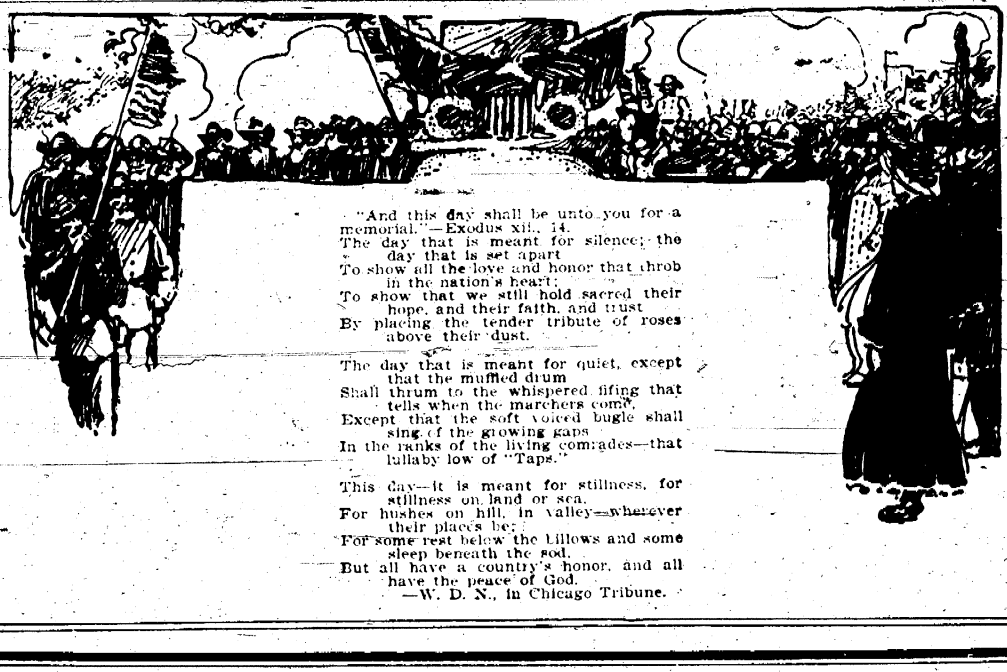 "And this day shall be unto you for a
memorial."—Exodus xii., 14.
The day that is meant for silence; the
day that is set apart
To show all the love and honor that throb
in the nation's heart;
To show that we still hold sacred their
hope, and their faith, and trust
By placing the tender tribute of roses
above their dust.
The day that is meant for quiet, except
that the muffled drum
Shall thrum to the whispered fifing that
tells when the marchers come,
Except that the soft voiced bugle shall
sing of the growing gaps
In the ranks of the living comrades—that
lullaby low of "Taps."
This day—it is meant for stillness, for
stillness on land or sea,
For hushes on hill, in valley—wherever
their places be;
For some rest below the billows and some
sleep beneath the sod,
But all have a country's honor, and all
have the peace of God.
—W. D. N., in Chicago Tribune.